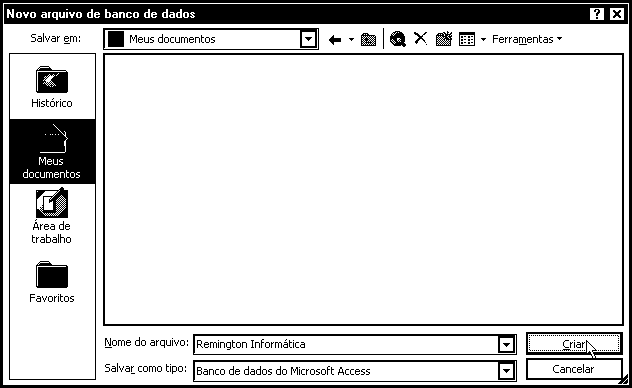 Novo arquivo de banco de dados
Salvar em:
Meus documentos
Ferramentas
Histórico
Meus
documentos
Área de
trabalho
Favoritos
Nome do arquivo:
Remington Informática
Criar
Salvar como tipo:
Banco de dados do Microsoft Access
Cancelar